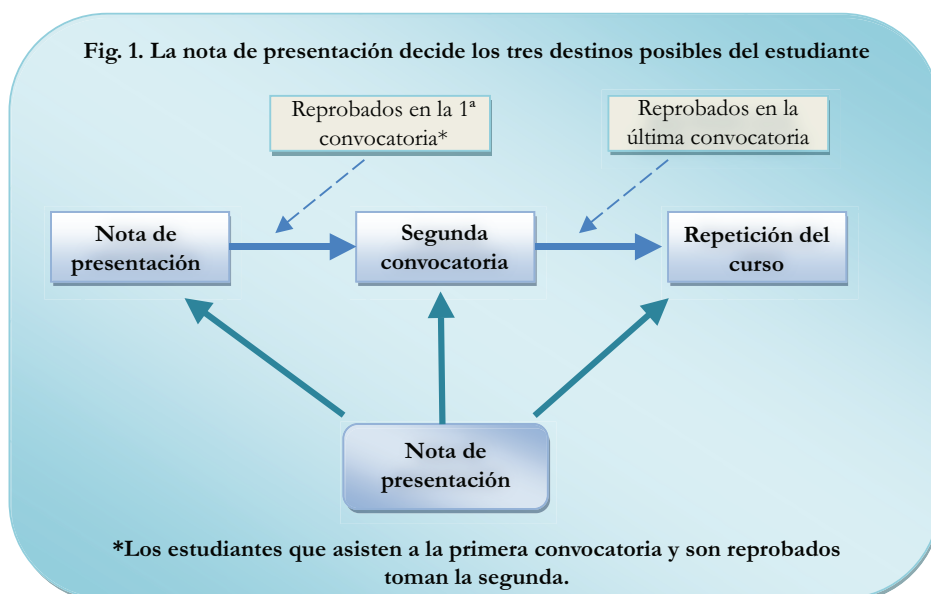 Fig. 1. La nota de presentación decide los tres destinos posibles del estudiante
Reprobados en la 1ª
convocatoria*
Reprobados en la
última convocatoria
Nota de
presentación
Segunda
convocatoria
Repetición del
curso
Nota de
presentación
*Los estudiantes que asisten a la primera convocatoria y son reprobados
toman la segunda.